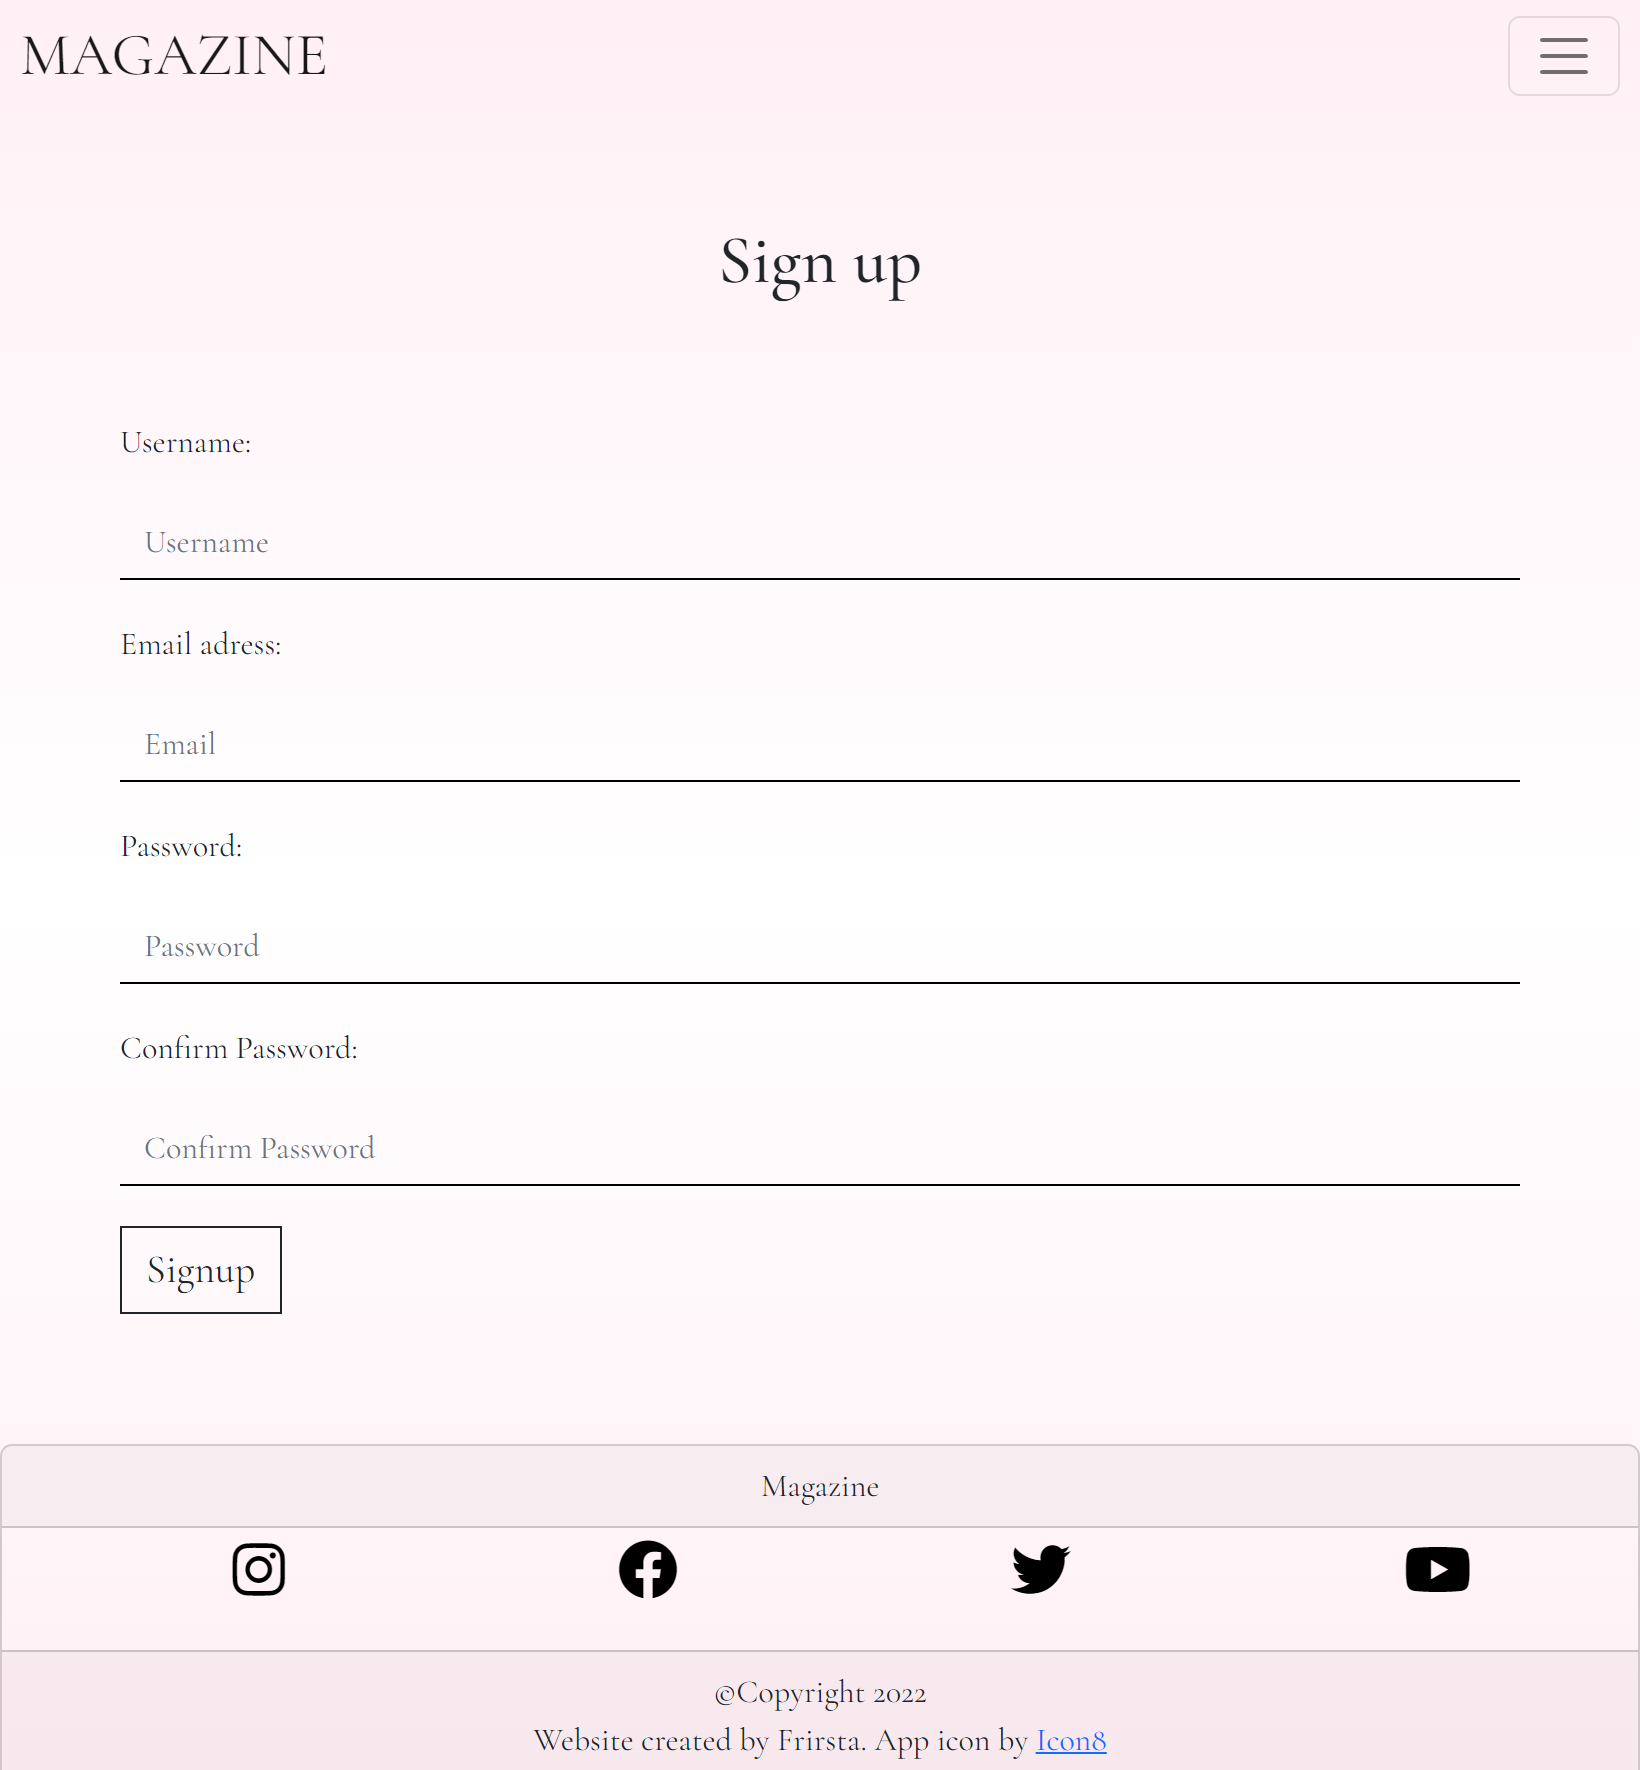 MAGAZINE
Sign up
Username:
Username
Email adress:
Email
Password:
Password
Confirm Password:
Confirm Password
Signup
Magazine
©Copyright 2022
Website created by Frirsta. App icon by Icon8